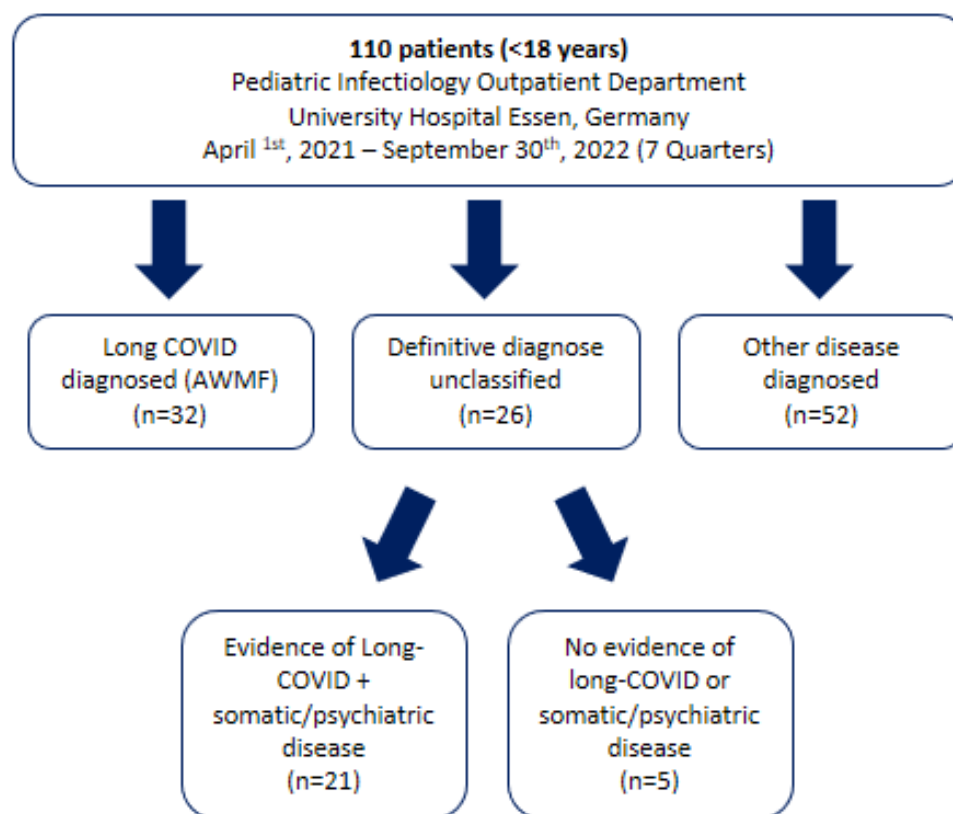 110 patients (<18 years)
Pediatric Infectiology Outpatient Department
University Hospital Essen, Germany
April 1st, 2021 – September 30th, 2022 (7 Quarters)
Long COVID
diagnosed (AWMF)
(n=32)
Definitive diagnose
unclassified
(n=26)
Other disease
diagnosed
(n=52)
Evidence of Long-
COVID +
somatic/psychiatric
disease
(n=21)
No evidence of
long-COVID or
somatic/psychiatric
disease
(n=5)